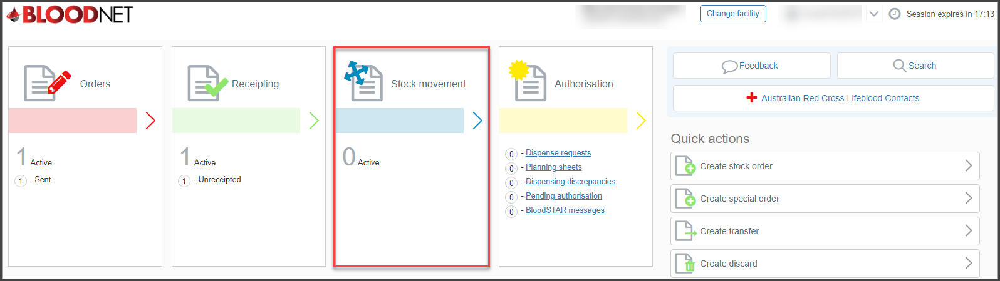 BLOODNET
Change facility
Session expires in 17:13
Orders
1 Active
1 - Sent
Receipting
1 Active
1 - Unreceipted
Stock movement
0 Active
Authorisation
0 - Dispense requests
0 - Planning sheets
0 - Dispensing discrepancies
0 - Pending authorisation
0 - BloodSTAR messages
Feedback
Search
Australian Red Cross Lifeblood Contacts
Quick actions
Create stock order
Create special order
Create transfer
Create discard